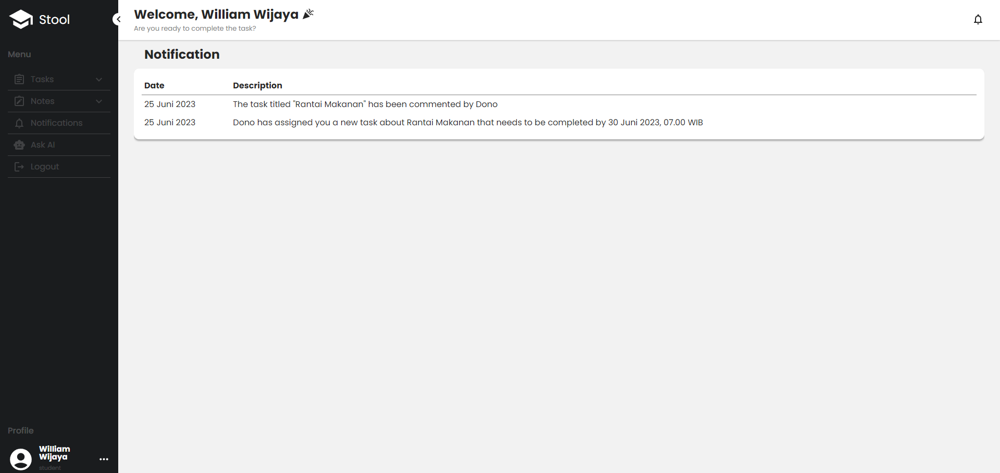 Stool
Menu
Tasks
Notes
Notifications
Ask AI
Logout
Profile
William
Wijaya
student
Welcome, William Wijaya
Are you ready to complete the task?
Notification
Date Description
25 Juni 2023 The task titled "Rantai Makanan" has been commented by Dono
25 Juni 2023 Dono has assigned you a new task about Rantai Makanan that needs to be completed by 30 Juni 2023, 07.00 WIB